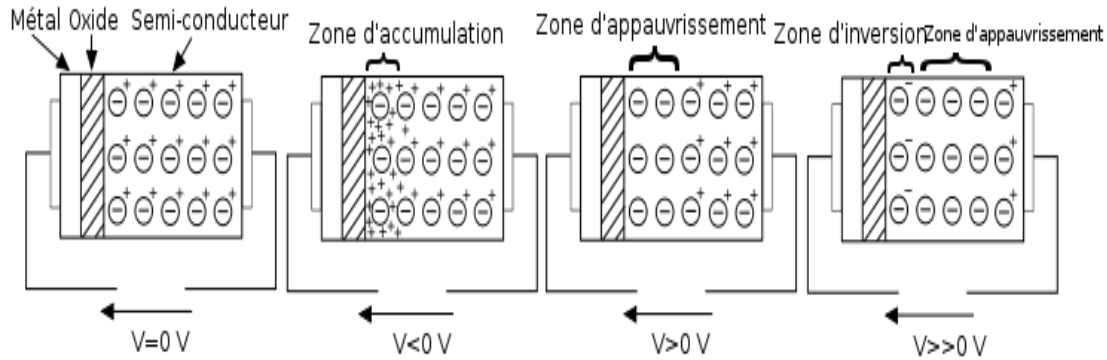 Métal Oxide Semi-conducteur
Zone d'accumulation
Zone d'appauvrissement
Zone d'inversion Zone d'appauvrissement
V=0 V
V<0 V
V>0 V
V>>0 V